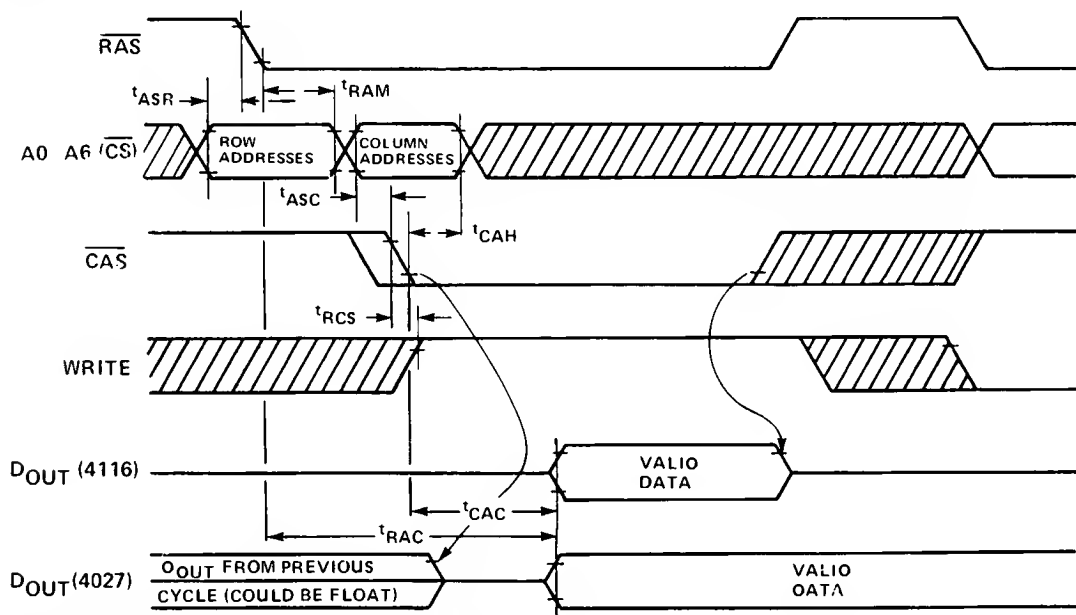 RAS
tRAM
tASR
A0 A6 (CS)
ROW
ADDRESSES
COLUMN
ADDRESSES
tASC
tCAH
CAS
tRCS
WRITE
DOUT (4116)
VALIO
DATA
tCAC
tRAC
DOUT(4027)
OOUT FROM PREVIOUS
CYCLE (COULD BE FLOAT)
VALIO
OATA